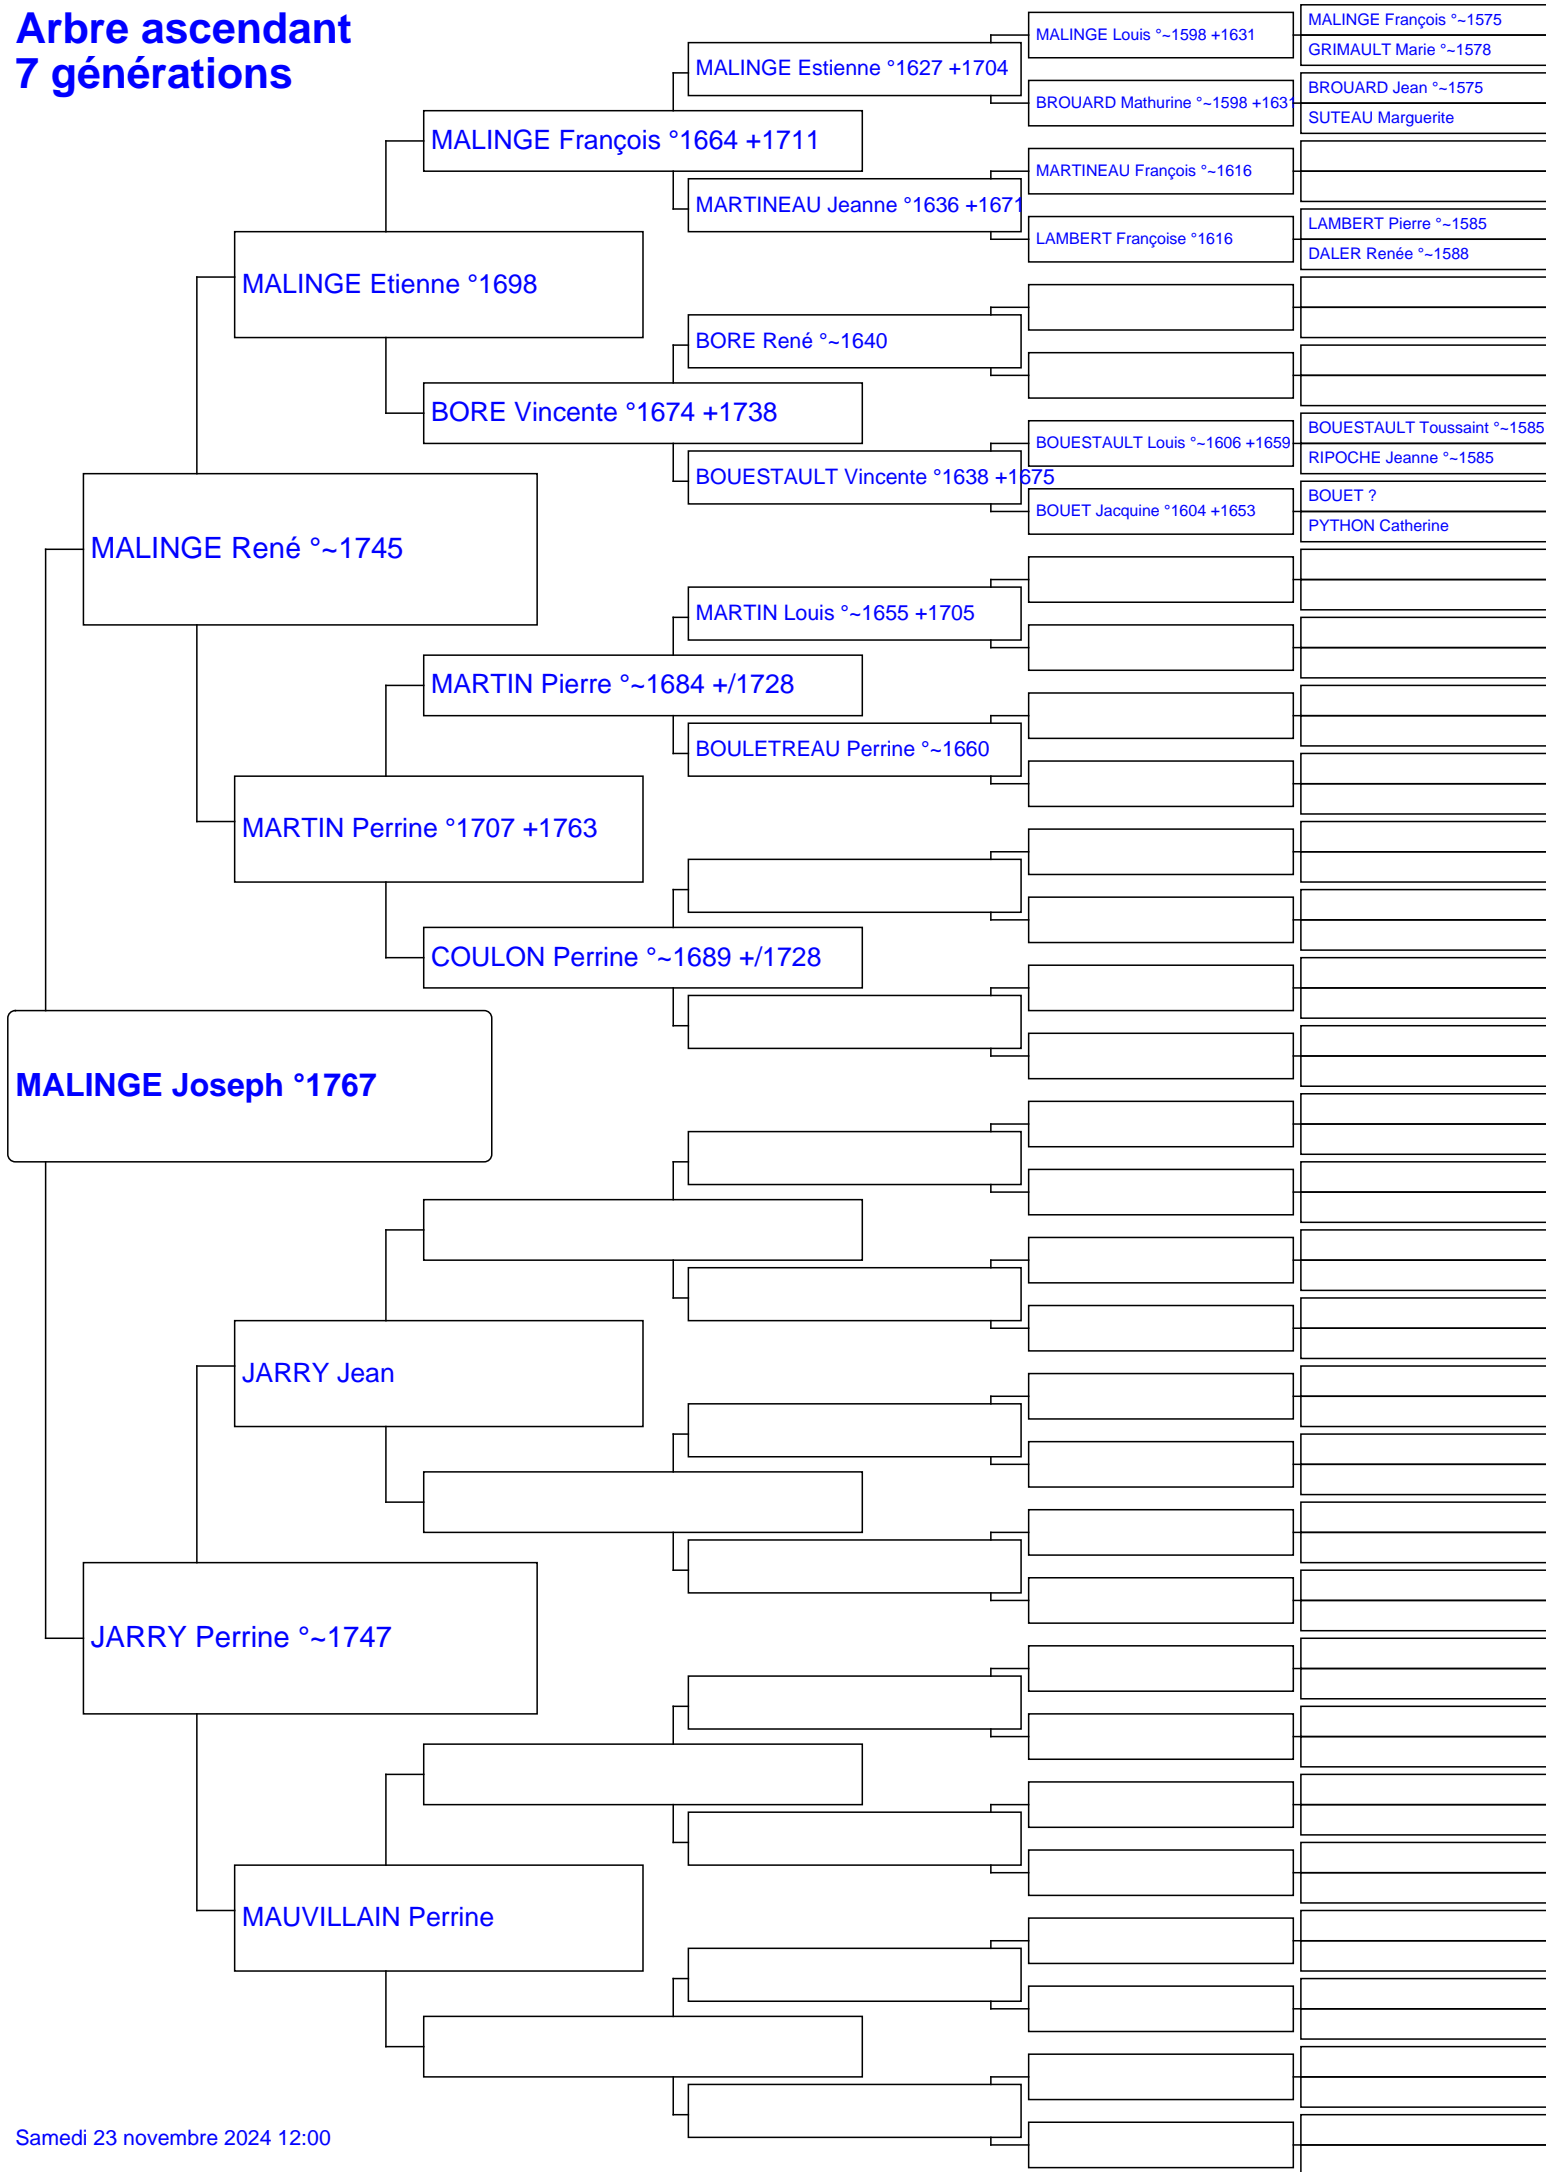 Arbre ascendant
7 générations
MALINGE Joseph °1767
MALINGE René °~1745
JARRY Perrine °~1747
MALINGE Etienne °1698
MARTIN Perrine °1707 +1763
JARRY Jean
MAUVILLAIN Perrine
MALINGE François °1664 +1711
BORE Vincente °1674 +1738
MARTIN Pierre °~1684 +/1728
COULON Perrine °~1689 +/1728
MALINGE Estienne °1627 +1704
MARTINEAU Jeanne °1636 +1671
BORE René °~1640
BOUESTAULT Vincente °1638 +1675
MARTIN Louis °~1655 +1705
BOULETREAU Perrine °~1660
MALINGE Louis °~1598 +1631
BROUARD Mathurine °~1598 +1631
MARTINEAU François °~1616
LAMBERT Françoise °1616
BOUESTAULT Louis °~1606 +1659
BOUET Jacquine °1604 +1653
MALINGE François °~1575
GRIMAULT Marie °~1578
BROUARD Jean °~1575
SUTEAU Marguerite
LAMBERT Pierre °~1585
DALER Renée °~1588
BOUESTAULT Toussaint °~1585
RIPOCHE Jeanne °~1585
BOUET ?
PYTHON Catherine
Samedi 23 novembre 2024 12:00